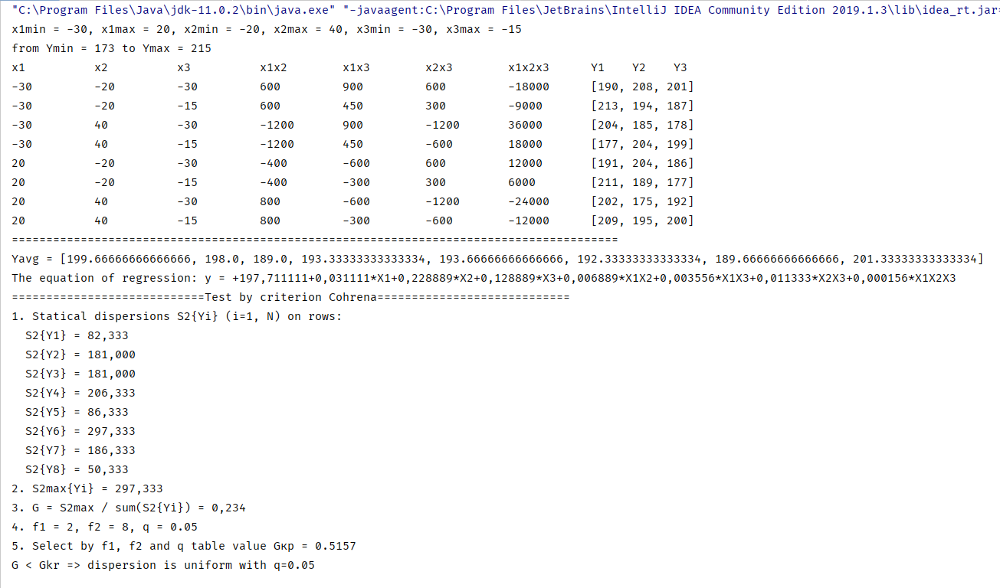 "C:\Program Files\Java\jdk-11.0.2\bin\java.exe" "-javaagent:C:\Program Files\JetBrains\IntelliJ IDEA Community Edition 2019.1.3\lib\idea_rt.jar=
x1min = -30, x1max = 20, x2min = -20, x2max = 40, x3min = -30, x3max = -15
from Ymin = 173 to Ymax = 215
x1 x2 x3 x1x2 x1x3 x2x3 x1x2x3 Y1 Y2 Y3
-30 -20 -30 600 900 600 -18000 [190, 208, 201]
-30 -20 -15 600 450 300 -9000 [213, 194, 187]
-30 40 -30 -1200 900 -1200 36000 [204, 185, 178]
-30 40 -15 -1200 450 -600 18000 [177, 204, 199]
20 -20 -30 -400 -600 600 12000 [191, 204, 186]
20 -20 -15 -400 -300 300 6000 [211, 189, 177]
20 40 -30 800 -600 -1200 -24000 [202, 175, 192]
20 40 -15 800 -300 -600 -12000 [209, 195, 200]
========================================================================================
Yavg = [199.66666666666666, 198.0, 189.0, 193.33333333333334, 193.66666666666666, 192.33333333333334, 189.66666666666666, 201.33333333333334]
The equation of regression: y = +197,711111+0,031111*X1+0,228889*X2+0,128889*X3+0,006889*X1X2+0,003556*X1X3+0,011333*X2X3+0,000156*X1X2X3
============================Test by criterion Cohrena============================
1. Statical dispersions S2{Yi} (i=1, N) on rows:
S2{Y1} = 82,333
S2{Y2} = 181,000
S2{Y3} = 181,000
S2{Y4} = 206,333
S2{Y5} = 86,333
S2{Y6} = 297,333
S2{Y7} = 186,333
S2{Y8} = 50,333
2. S2max{Yi} = 297,333
3. G = S2max / sum(S2{Yi}) = 0,234
4. f1 = 2, f2 = 8, q = 0.05
5. Select by f1, f2 and q table value Gкр = 0.5157
G < Gkr => dispersion is uniform with q=0.05